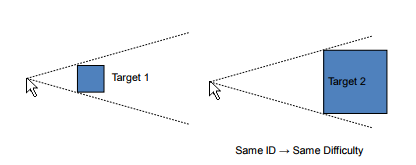 Target 1
Target 2
Same ID → Same Difficulty